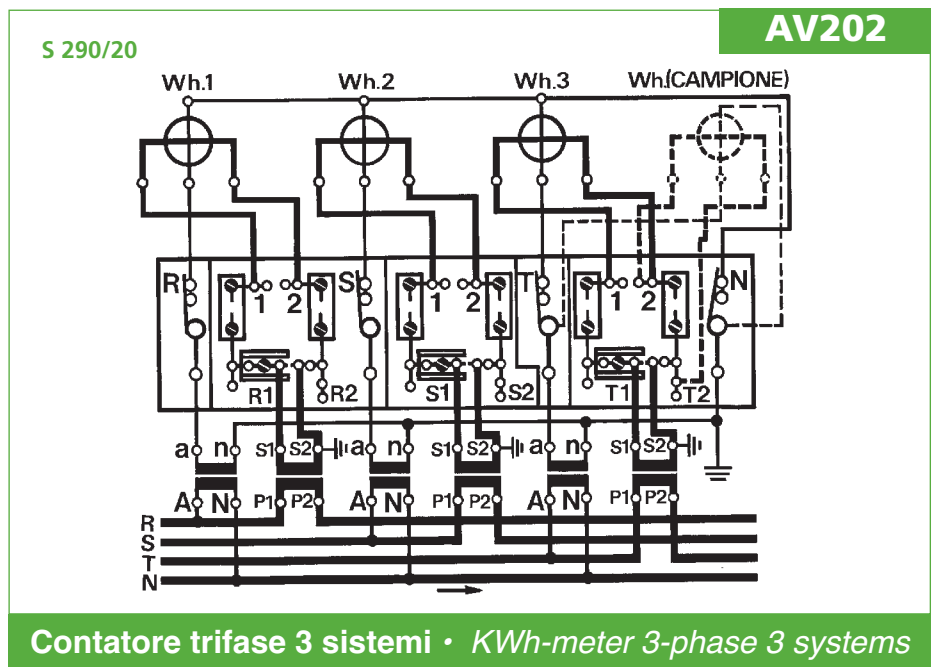 AV202
S 290/20
Wh.1 Wh.2 Wh.3 Wh.(CAMPIONE)
R 1 2 S 1 2 T 1 2 N
R1 R2 S1 S2 T1 T2
a n S1 S2 a n S1 S2 a n S1 S2
A N P1 P2 A N P1 P2 A N P1 P2
R
S
T
N
Contatore trifase 3 sistemi • KWh-meter 3-phase 3 systems